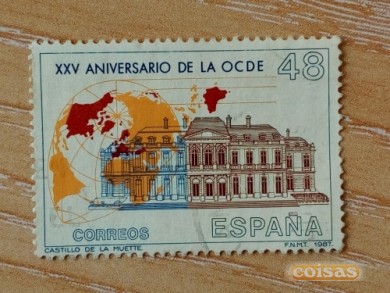 XXV ANIVERSARIO DE LA OCDE 48
CORREOS ESPAÑA
CASTILLO DE LA MUETTE. F.N.M.T. 1987.
coisas